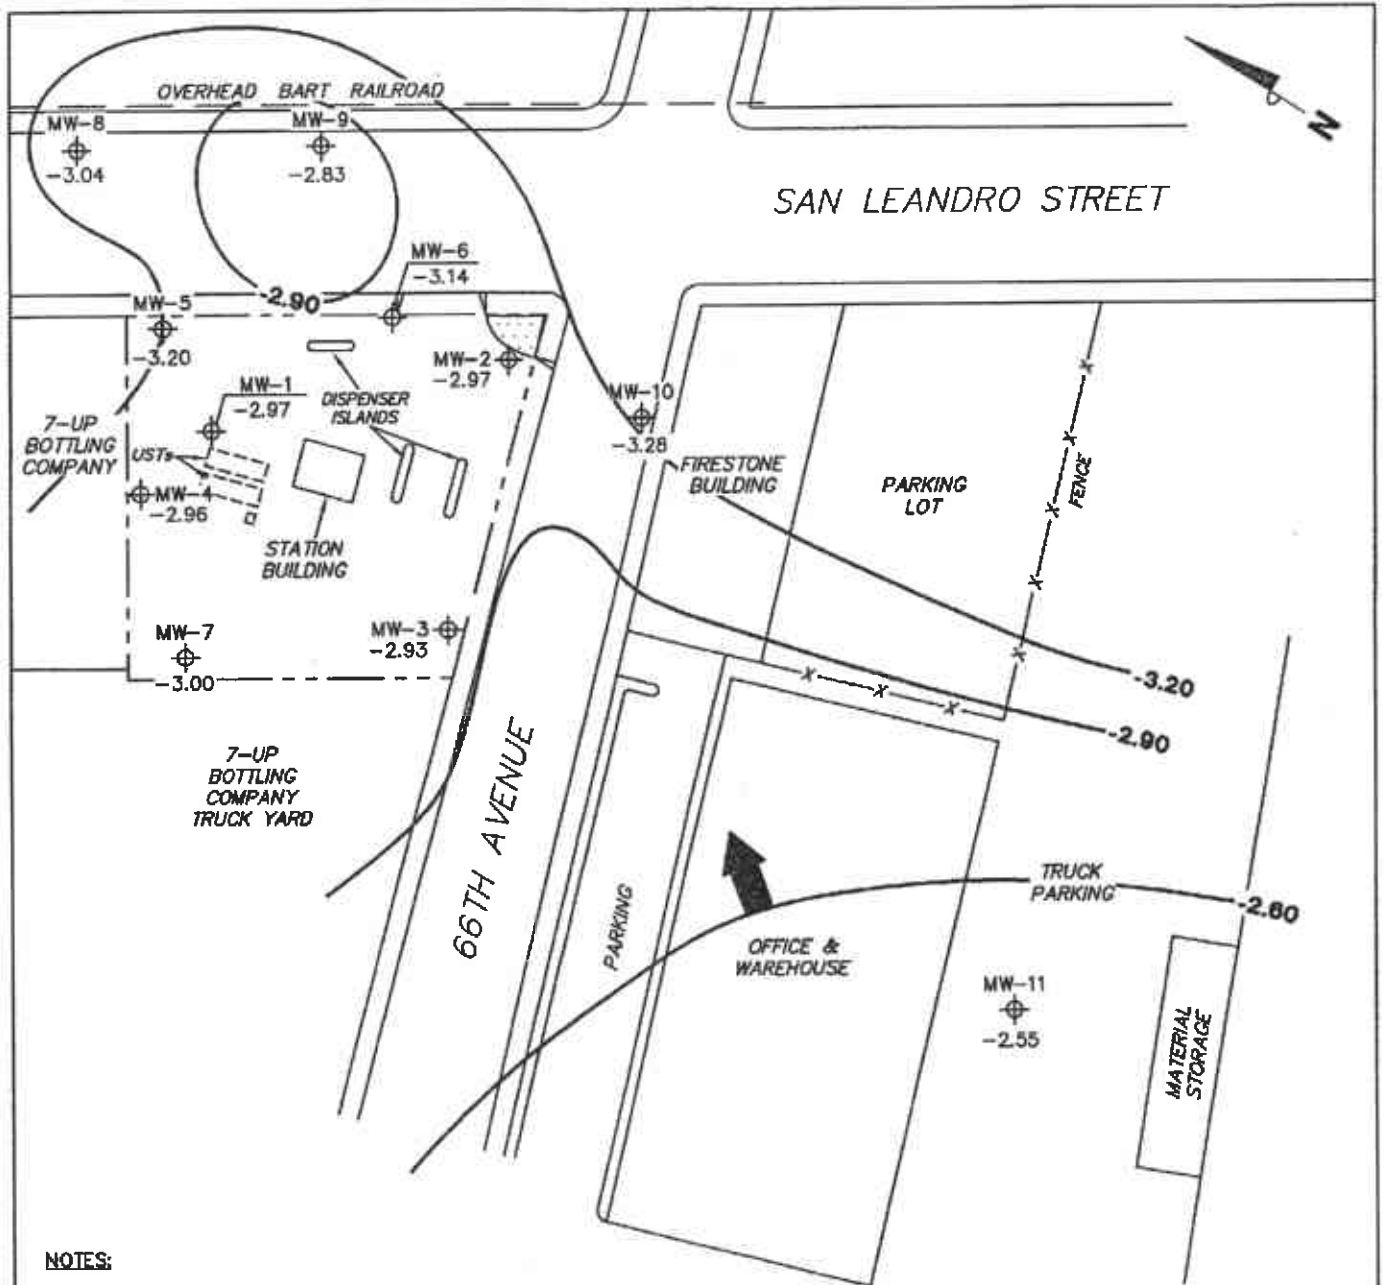 OVERHEAD BART RAILROAD
N
MW-8
-3.04
MW-9
-2.83
SAN LEANDRO STREET
MW-6
-3.14
-2.90
MW-5
-3.20
MW-2
-2.97
MW-1
-2.97
DISPENSER
ISLANDS
MW-10
-3.28
7-UP
BOTTLING
COMPANY
USTs
MW-4
-2.96
FIRESTONE
BUILDING
PARKING
LOT
X
X
X
X
X
FENCE
STATION
BUILDING
MW-7
-3.00
MW-3
-2.93
X
X
X
-3.20
-2.90
7-UP
BOTTLING
COMPANY
TRUCK YARD
66TH AVENUE
PARKING
TRUCK
PARKING
-2.60
OFFICE &
WAREHOUSE
MW-11
-2.55
MATERIAL
STORAGE
NOTES: